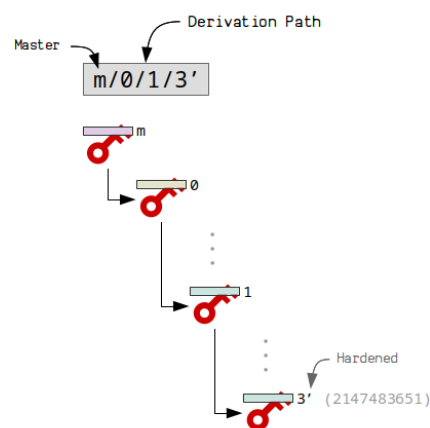 Derivation Path
Master
m/0/1/3’
m
0
1
Hardened
3’ (2147483651)